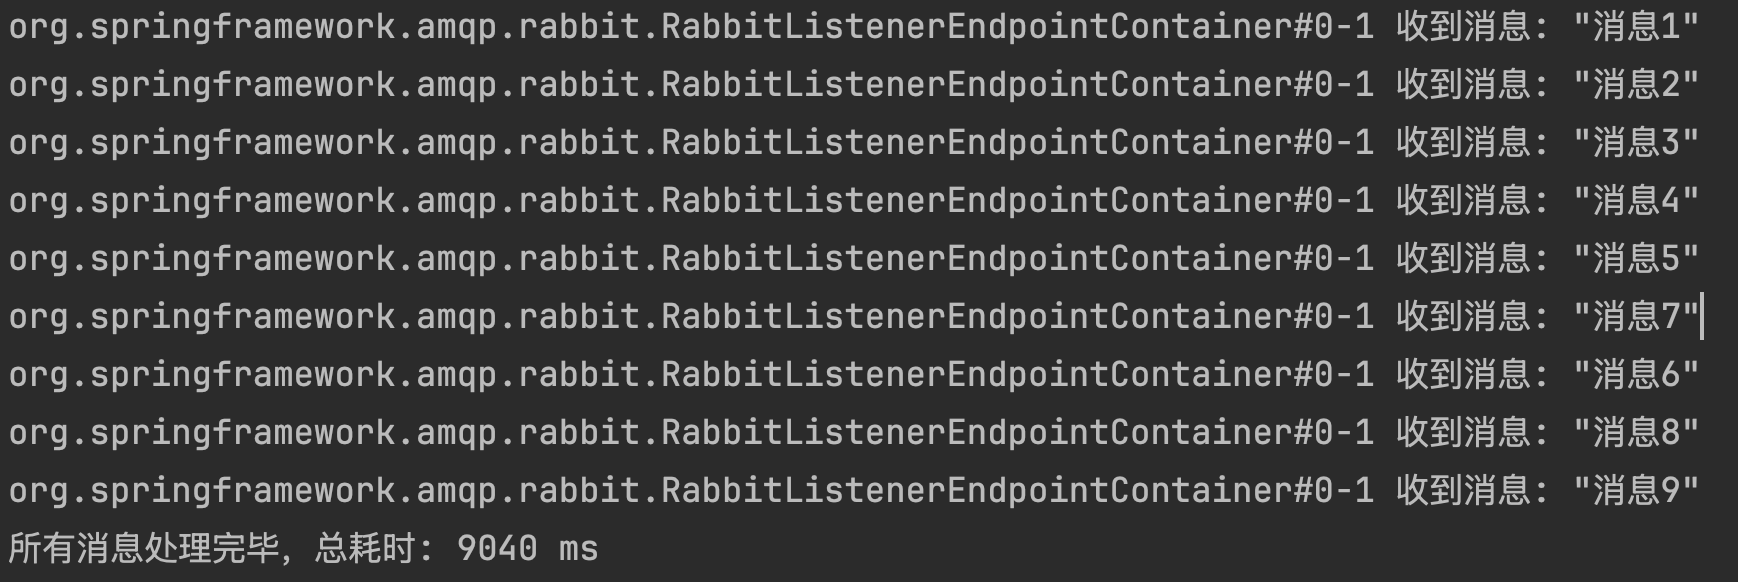 org.springframework.amqp.rabbit.RabbitListenerEndpointContainer#0-1 收到消息: "消息1"
org.springframework.amqp.rabbit.RabbitListenerEndpointContainer#0-1 收到消息: "消息2"
org.springframework.amqp.rabbit.RabbitListenerEndpointContainer#0-1 收到消息: "消息3"
org.springframework.amqp.rabbit.RabbitListenerEndpointContainer#0-1 收到消息: "消息4"
org.springframework.amqp.rabbit.RabbitListenerEndpointContainer#0-1 收到消息: "消息5"
org.springframework.amqp.rabbit.RabbitListenerEndpointContainer#0-1 收到消息: "消息7"
org.springframework.amqp.rabbit.RabbitListenerEndpointContainer#0-1 收到消息: "消息6"
org.springframework.amqp.rabbit.RabbitListenerEndpointContainer#0-1 收到消息: "消息8"
org.springframework.amqp.rabbit.RabbitListenerEndpointContainer#0-1 收到消息: "消息9"
所有消息处理完毕，总耗时: 9040 ms